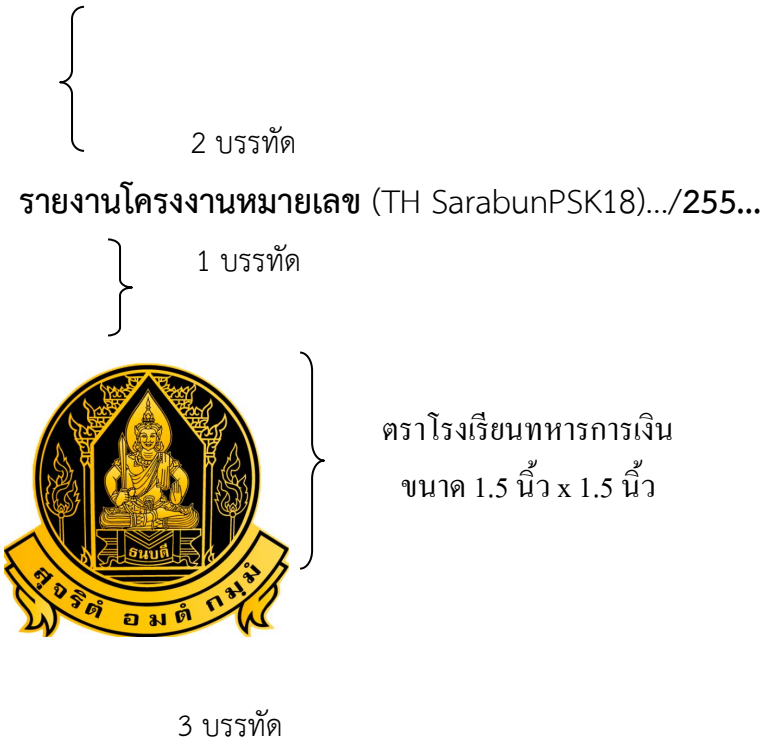 2 บรรทัด
รายงานโครงงานหมายเลข (TH SarabunPSK18).../255...
1 บรรทัด
ตราโรงเรียนทหารการเงิน
ขนาด 1.5 นิ้ว x 1.5 นิ้ว
ธนบดี
สุจริตํ อมตํ กมฺมํ
3 บรรทัด